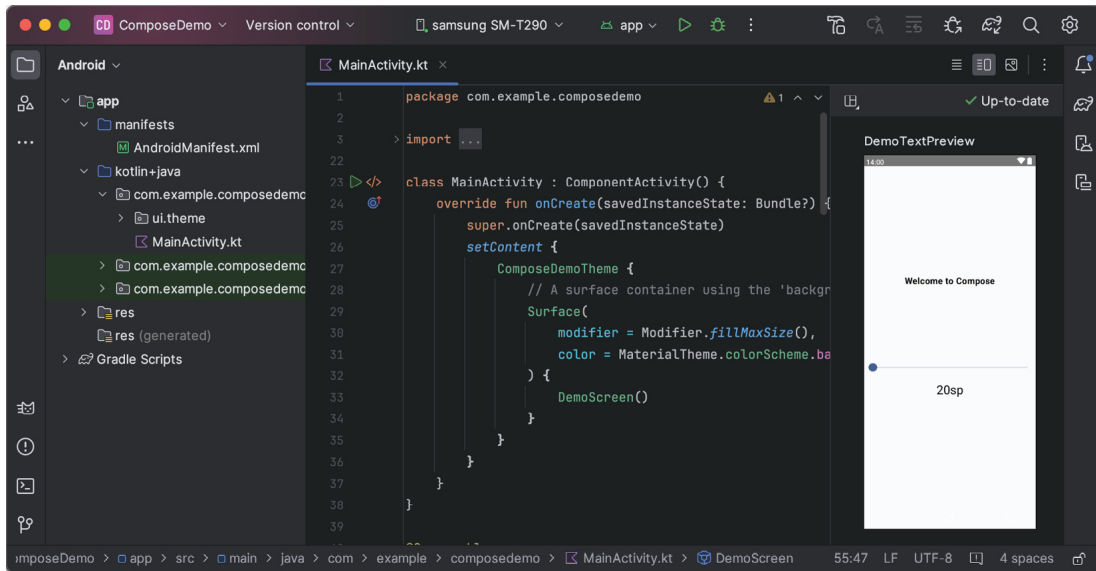 CD ComposeDemo Version control samsung SM-T290 app
Android
MainActivity.kt
app
manifests
AndroidManifest.xml
kotlin+java
com.example.composedemo
ui.theme
MainActivity.kt
com.example.composedemo
com.example.composedemo
res
res (generated)
Gradle Scripts
1 package com.example.composedemo
2
3 import ...
22
23 class MainActivity : ComponentActivity() {
24 override fun onCreate(savedInstanceState: Bundle?) {
25 super.onCreate(savedInstanceState)
26 setContent {
27 ComposeDemoTheme {
28 // A surface container using the 'backgr
29 Surface(
30 modifier = Modifier.fillMaxSize(),
31 color = MaterialTheme.colorScheme.ba
32 ) {
33 DemoScreen()
34 }
35 }
36 }
37 }
38 }
39
1
Up-to-date
DemoTextPreview
14:00
Welcome to Compose
20sp
mposeDemo > app > src > main > java > com > example > composedemo > MainActivity.kt > DemoScreen 55:47 LF UTF-8 4 spaces